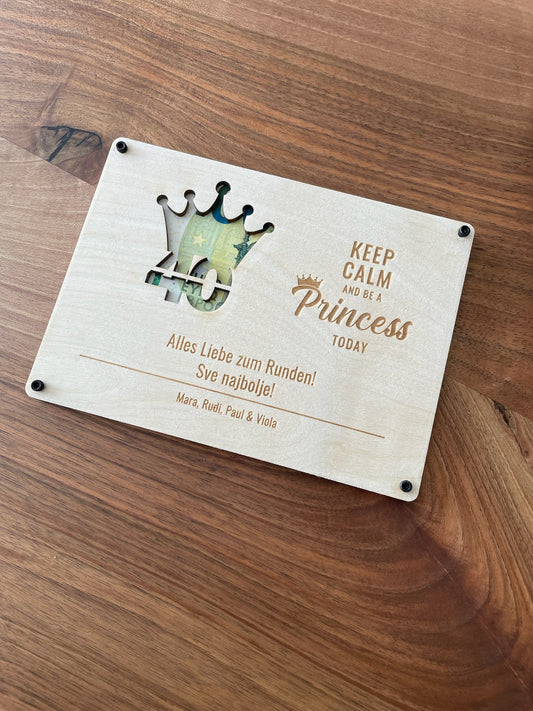 40
KEEP
CALM
AND BE A
Princess
TODAY
Alles Liebe zum Runden!
Sve najbolje!
Mara, Rudi, Paul & Viola